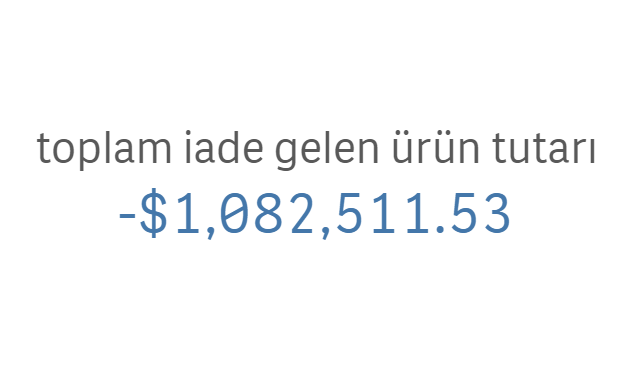 toplam iade gelen ürün tutarı
-$1,082,511.53